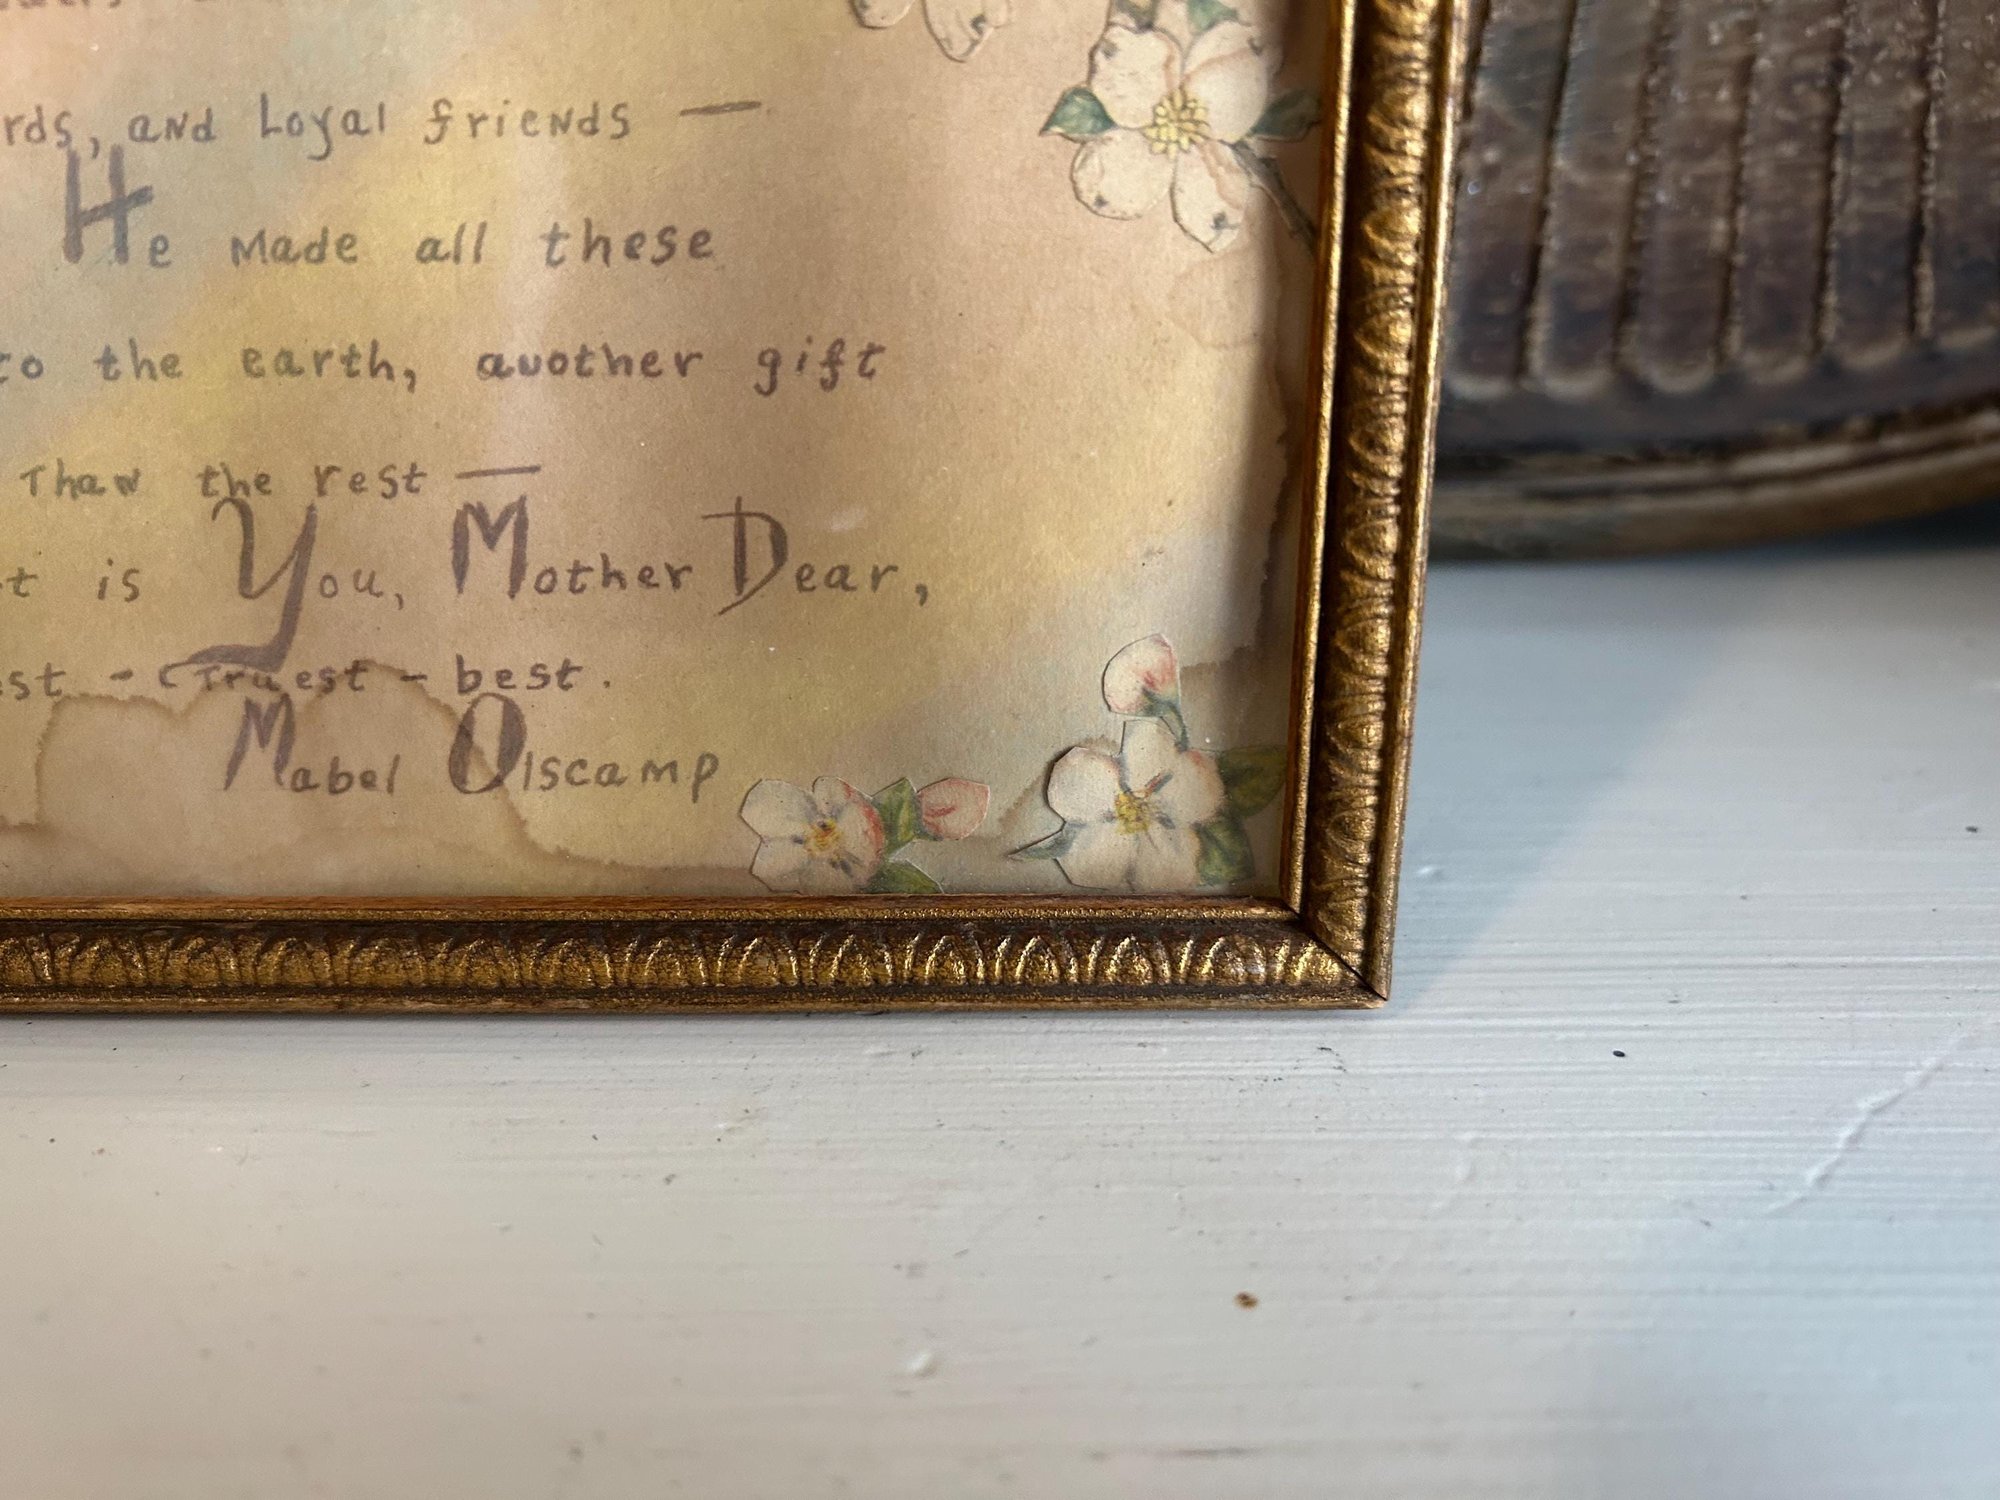 rds, and Loyal friends —
He made all these
to the earth, another gift
Than the rest —
t is You, Mother Dear,
est - Truest - best.
Mabel Olscamp